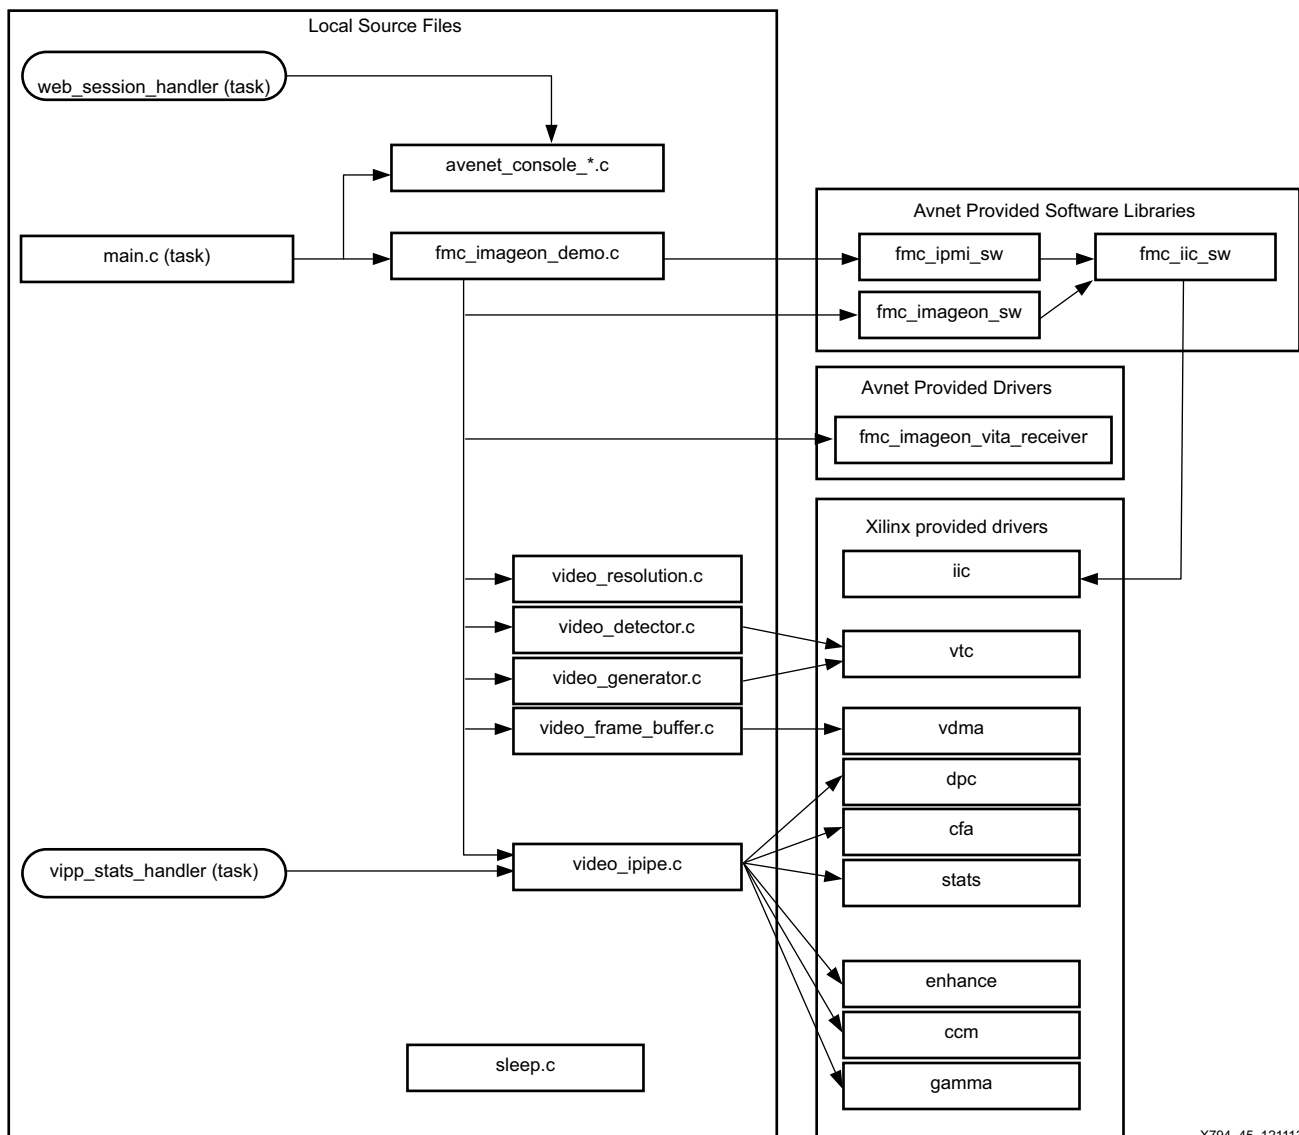 Local Source Files
web_session_handler (task)
avenet_console_*.c
Avnet Provided Software Libraries
main.c (task)
fmc_imageon_demo.c
fmc_ipmi_sw
fmc_iic_sw
fmc_imageon_sw
Avnet Provided Drivers
fmc_imageon_vita_receiver
Xilinx provided drivers
video_resolution.c
iic
video_detector.c
vtc
video_generator.c
video_frame_buffer.c
vdma
dpc
cfa
vipp_stats_handler (task)
video_ipipe.c
stats
enhance
ccm
sleep.c
gamma